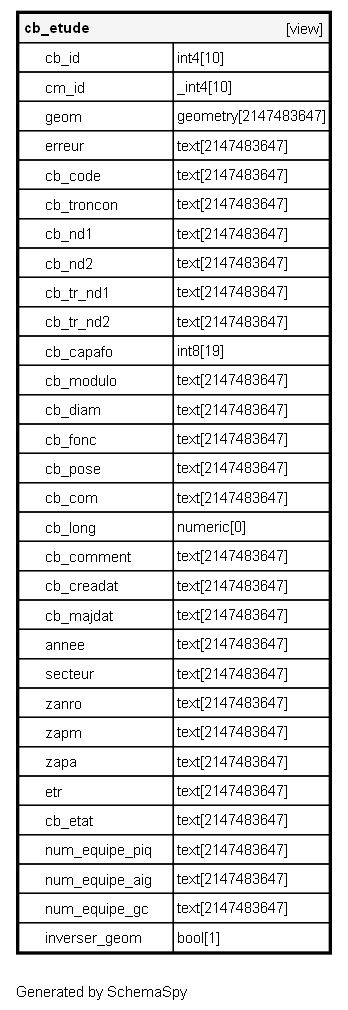 cb_etude [view]
cb_id int4[10]
cm_id _int4[10]
geom geometry[2147483647]
erreur text[2147483647]
cb_code text[2147483647]
cb_troncon text[2147483647]
cb_nd1 text[2147483647]
cb_nd2 text[2147483647]
cb_tr_nd1 text[2147483647]
cb_tr_nd2 text[2147483647]
cb_capafo int8[19]
cb_modulo text[2147483647]
cb_diam text[2147483647]
cb_fonc text[2147483647]
cb_pose text[2147483647]
cb_com text[2147483647]
cb_long numeric[0]
cb_comment text[2147483647]
cb_creadat text[2147483647]
cb_majdat text[2147483647]
annee text[2147483647]
secteur text[2147483647]
zanro text[2147483647]
zapm text[2147483647]
zapa text[2147483647]
etr text[2147483647]
cb_etat text[2147483647]
num_equipe_piq text[2147483647]
num_equipe_aig text[2147483647]
num_equipe_gc text[2147483647]
inverser_geom bool[1]
Generated by SchemaSpy